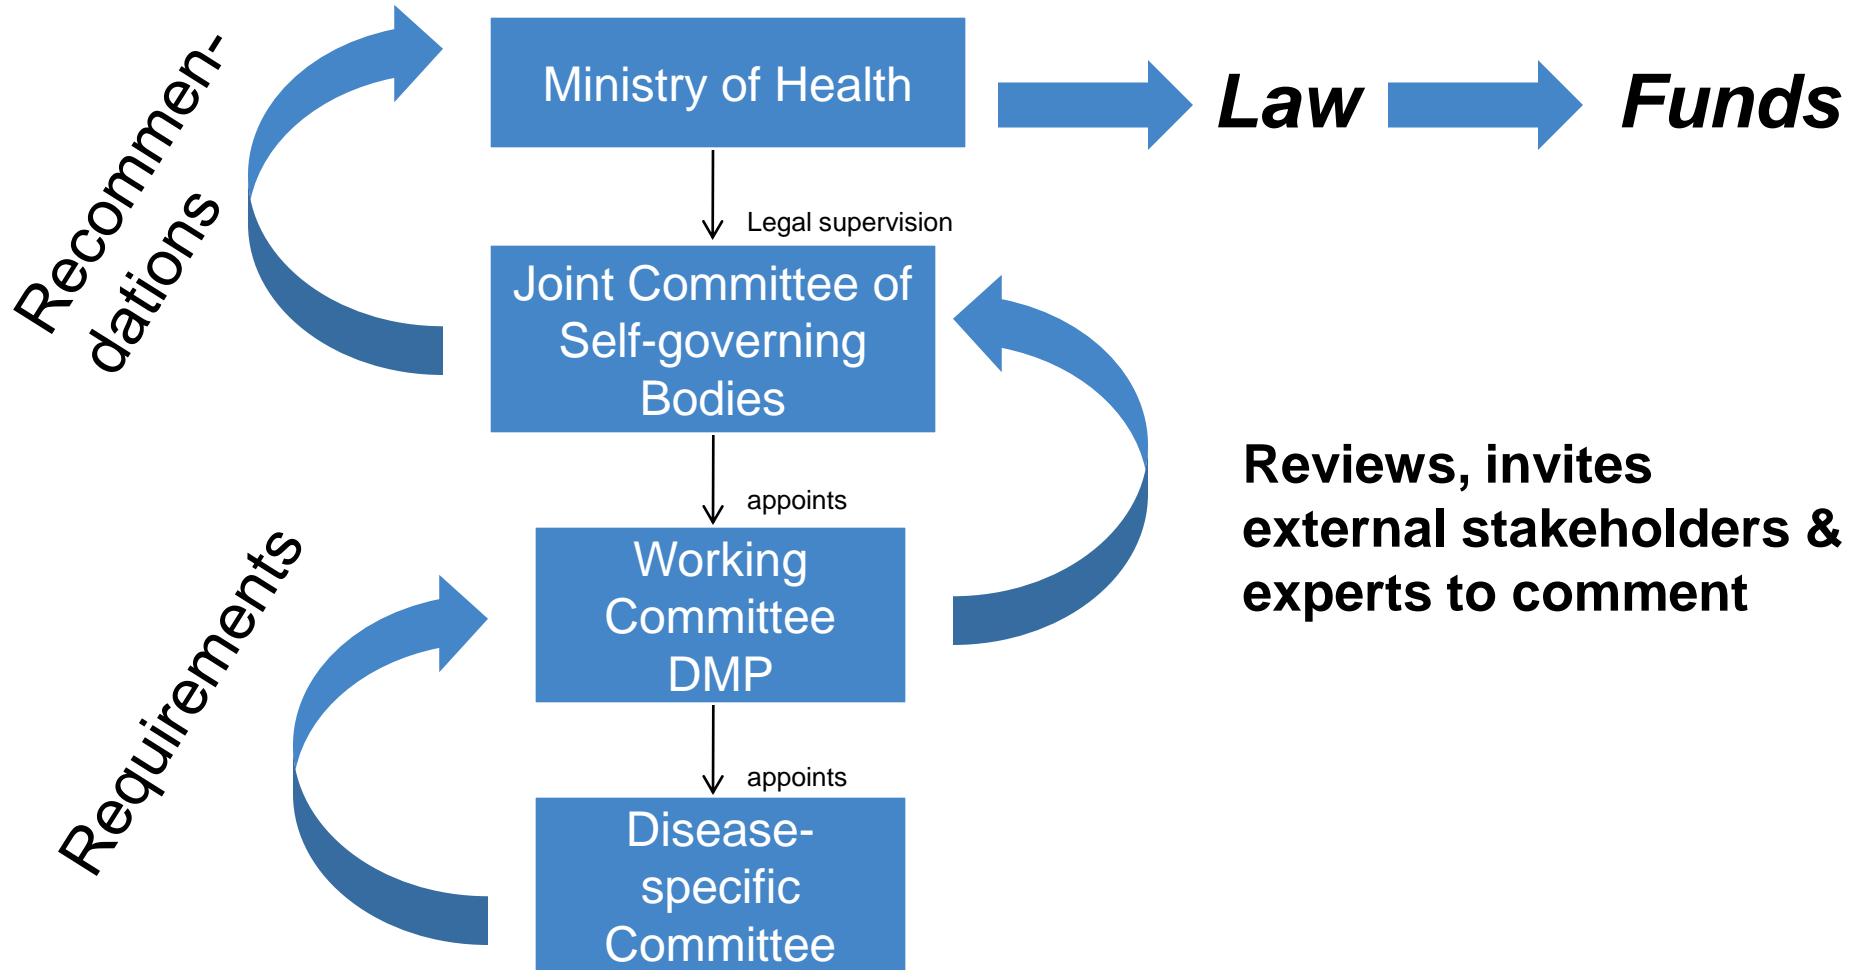 Recommen-
dations
Ministry of Health
Law
Funds
Legal supervision
Joint Committee of
Self-governing
Bodies
appoints
Reviews, invites
external stakeholders &
experts to comment
Working
Committee
DMP
Requirements
appoints
Disease-
specific
Committee